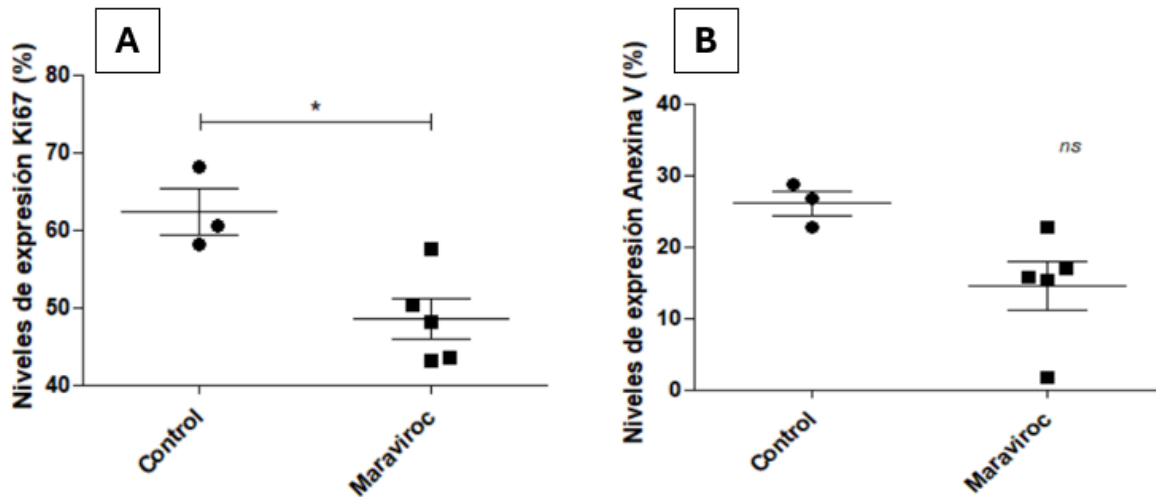 A
Niveles de expresión Ki67 (%)
80
70
60
50
40
*
Control
Maraviroc
B
Niveles de expresión Anexina V (%)
40
30
20
10
0
ns
Control
Maraviroc